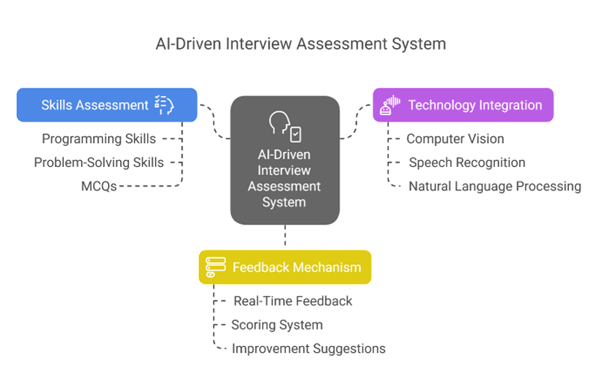 AI-Driven Interview Assessment System
Skills Assessment
Programming Skills
Problem-Solving Skills
MCQs
AI-Driven
Interview
Assessment
System
Technology Integration
Computer Vision
Speech Recognition
Natural Language Processing
Feedback Mechanism
Real-Time Feedback
Scoring System
Improvement Suggestions